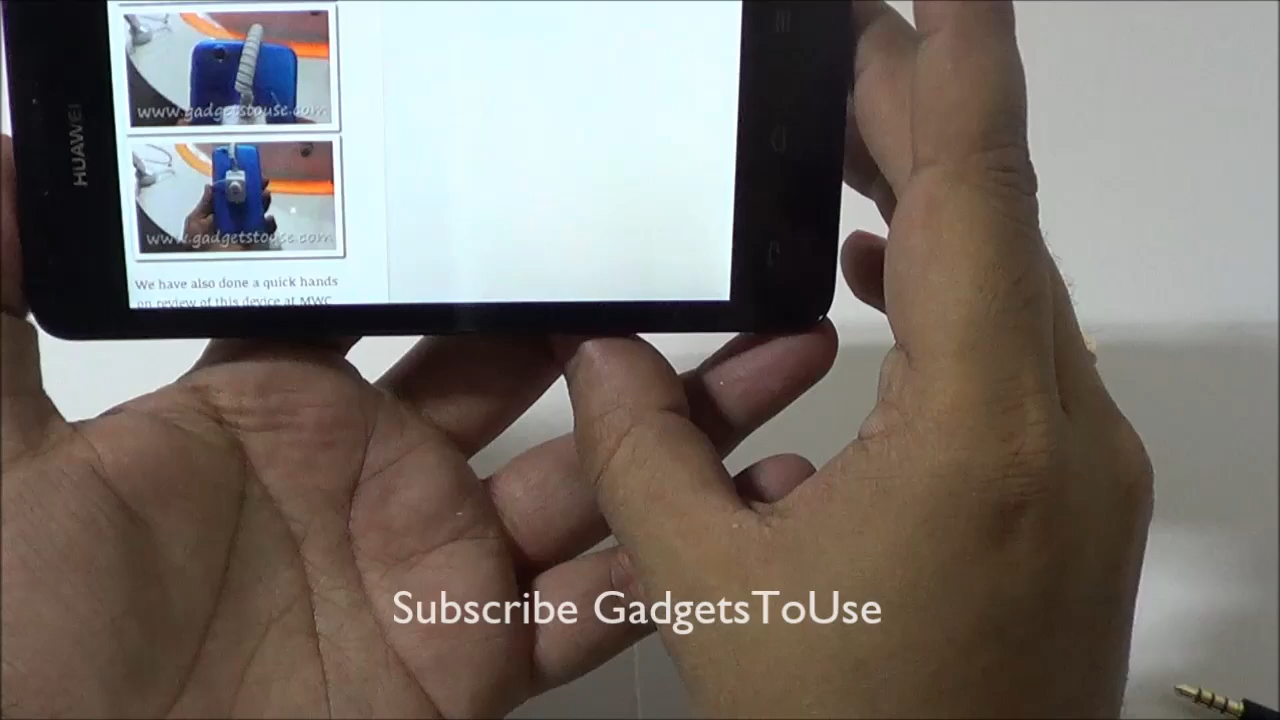 www.gadgetstouse.com
HUAWEI
www.gadgetstouse.com
We have also done a quick hands
on review of this device at MWC
Subscribe GadgetsToUse